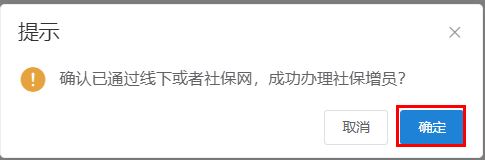 提示
确认已通过线下或者社保网，成功办理社保增员？
取消
确定